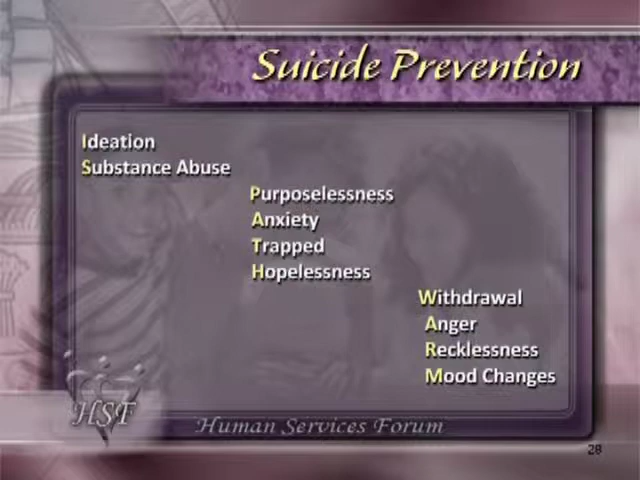 Suicide Prevention
Ideation
Substance Abuse
Purposelessness
Anxiety
Trapped
Hopelessness
Withdrawal
Anger
Recklessness
Mood Changes
HSF
Human Services Forum
28